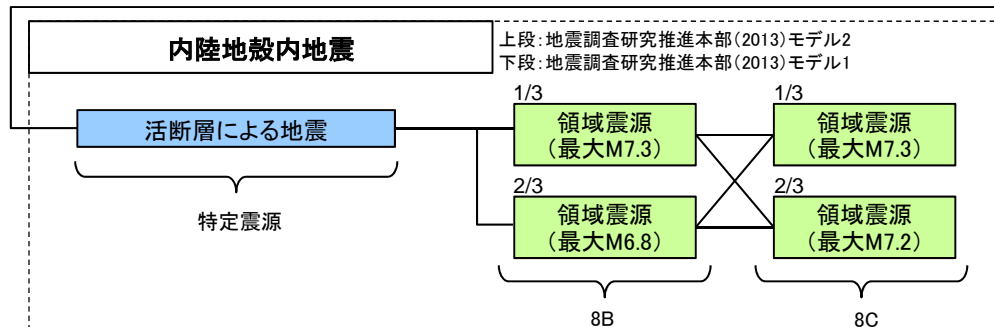 内陸地殻内地震
上段:地震調査研究推進本部(2013)モデル2
下段:地震調査研究推進本部(2013)モデル1
活断層による地震
特定震源
1/3
領域震源
(最大M7.3)
2/3
領域震源
(最大M6.8)
8B
1/3
領域震源
(最大M7.3)
2/3
領域震源
(最大M7.2)
8C